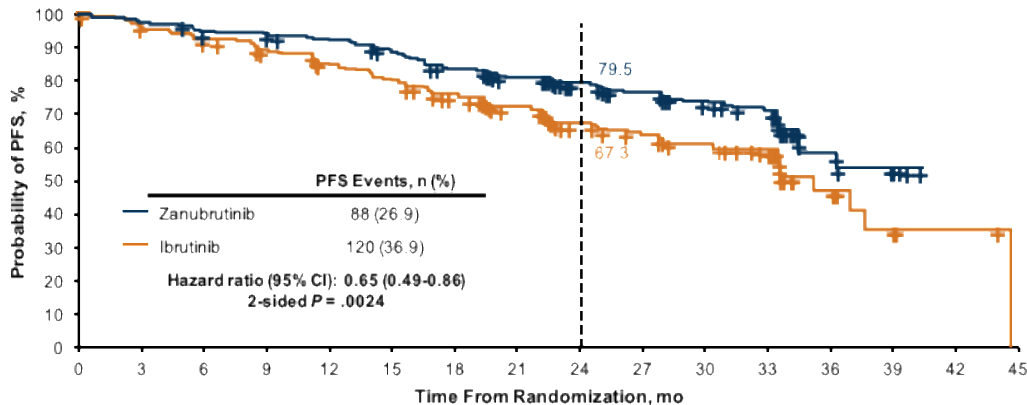 Probability of PFS, %
100
90
80
70
60
50
40
30
20
10
0
79.5
67.3
PFS Events, n (%)
Zanubrutinib 88 (26.9)
Ibrutinib 120 (36.9)
Hazard ratio (95% CI): 0.65 (0.49-0.86)
2-sided P = .0024
0 3 6 9 12 15 18 21 24 27 30 33 36 39 42 45
Time From Randomization, mo